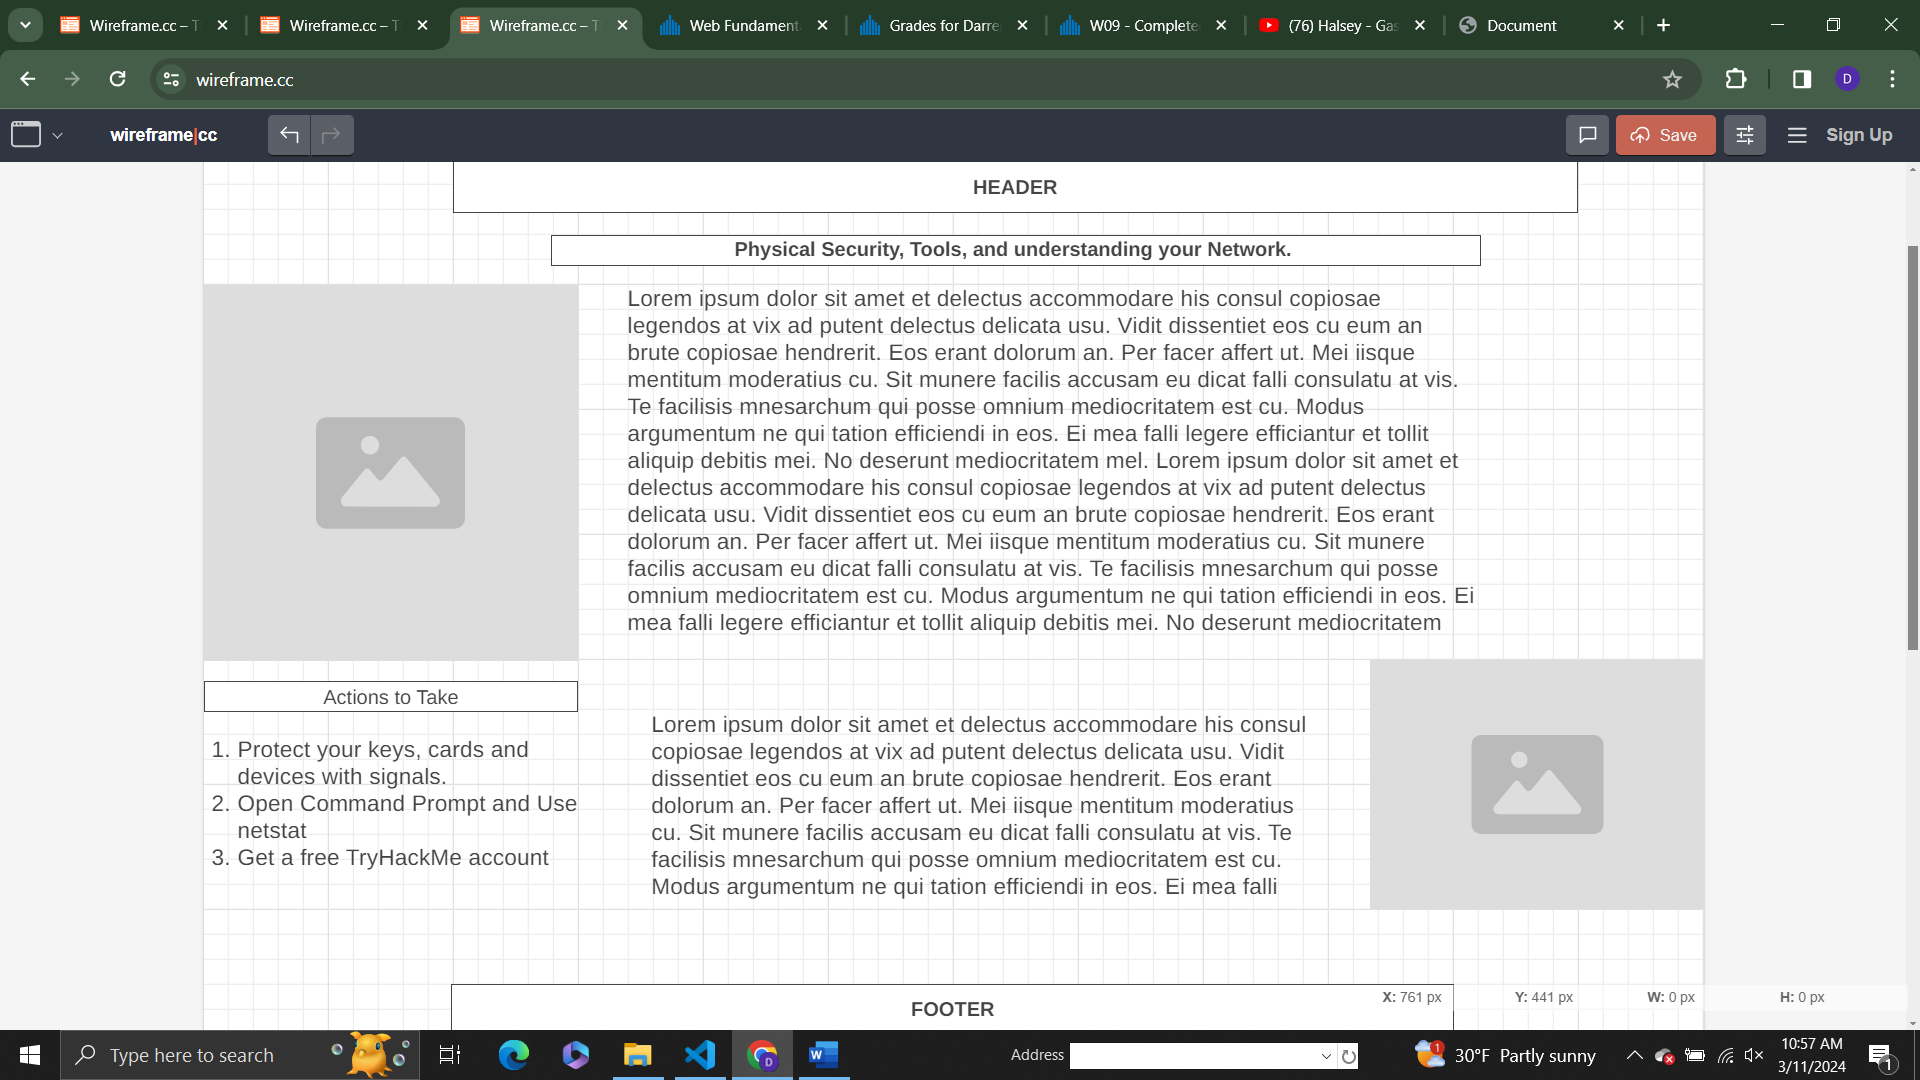 Wireframe.cc – T
Wireframe.cc – T
Wireframe.cc – T
Web Fundament
Grades for Darre
W09 - Complete
(76) Halsey - Gas
Document
wireframe.cc
D
wireframe|cc
Save
Sign Up
HEADER
Physical Security, Tools, and understanding your Network.
Lorem ipsum dolor sit amet et delectus accommodare his consul copiosae
legendos at vix ad putent delectus delicata usu. Vidit dissentiet eos cu eum an
brute copiosae hendrerit. Eos erant dolorum an. Per facer affert ut. Mei iisque
mentitum moderatius cu. Sit munere facilis accusam eu dicat falli consulatu at vis.
Te facilisis mnesarchum qui posse omnium mediocritatem est cu. Modus
argumentum ne qui tation efficiendi in eos. Ei mea falli legere efficiantur et tollit
aliquip debitis mei. No deserunt mediocritatem mel. Lorem ipsum dolor sit amet et
delectus accommodare his consul copiosae legendos at vix ad putent delectus
delicata usu. Vidit dissentiet eos cu eum an brute copiosae hendrerit. Eos erant
dolorum an. Per facer affert ut. Mei iisque mentitum moderatius cu. Sit munere
facilis accusam eu dicat falli consulatu at vis. Te facilisis mnesarchum qui posse
omnium mediocritatem est cu. Modus argumentum ne qui tation efficiendi in eos. Ei
mea falli legere efficiantur et tollit aliquip debitis mei. No deserunt mediocritatem
Actions to Take
1. Protect your keys, cards and
devices with signals.
2. Open Command Prompt and Use
netstat
3. Get a free TryHackMe account
Lorem ipsum dolor sit amet et delectus accommodare his consul
copiosae legendos at vix ad putent delectus delicata usu. Vidit
dissentiet eos cu eum an brute copiosae hendrerit. Eos erant
dolorum an. Per facer affert ut. Mei iisque mentitum moderatius
cu. Sit munere facilis accusam eu dicat falli consulatu at vis. Te
facilisis mnesarchum qui posse omnium mediocritatem est cu.
Modus argumentum ne qui tation efficiendi in eos. Ei mea falli
FOOTER
X: 761 px Y: 441 px W: 0 px H: 0 px
Type here to search
D
W
Address
1
30°F Partly sunny
10:57 AM
3/11/2024
1